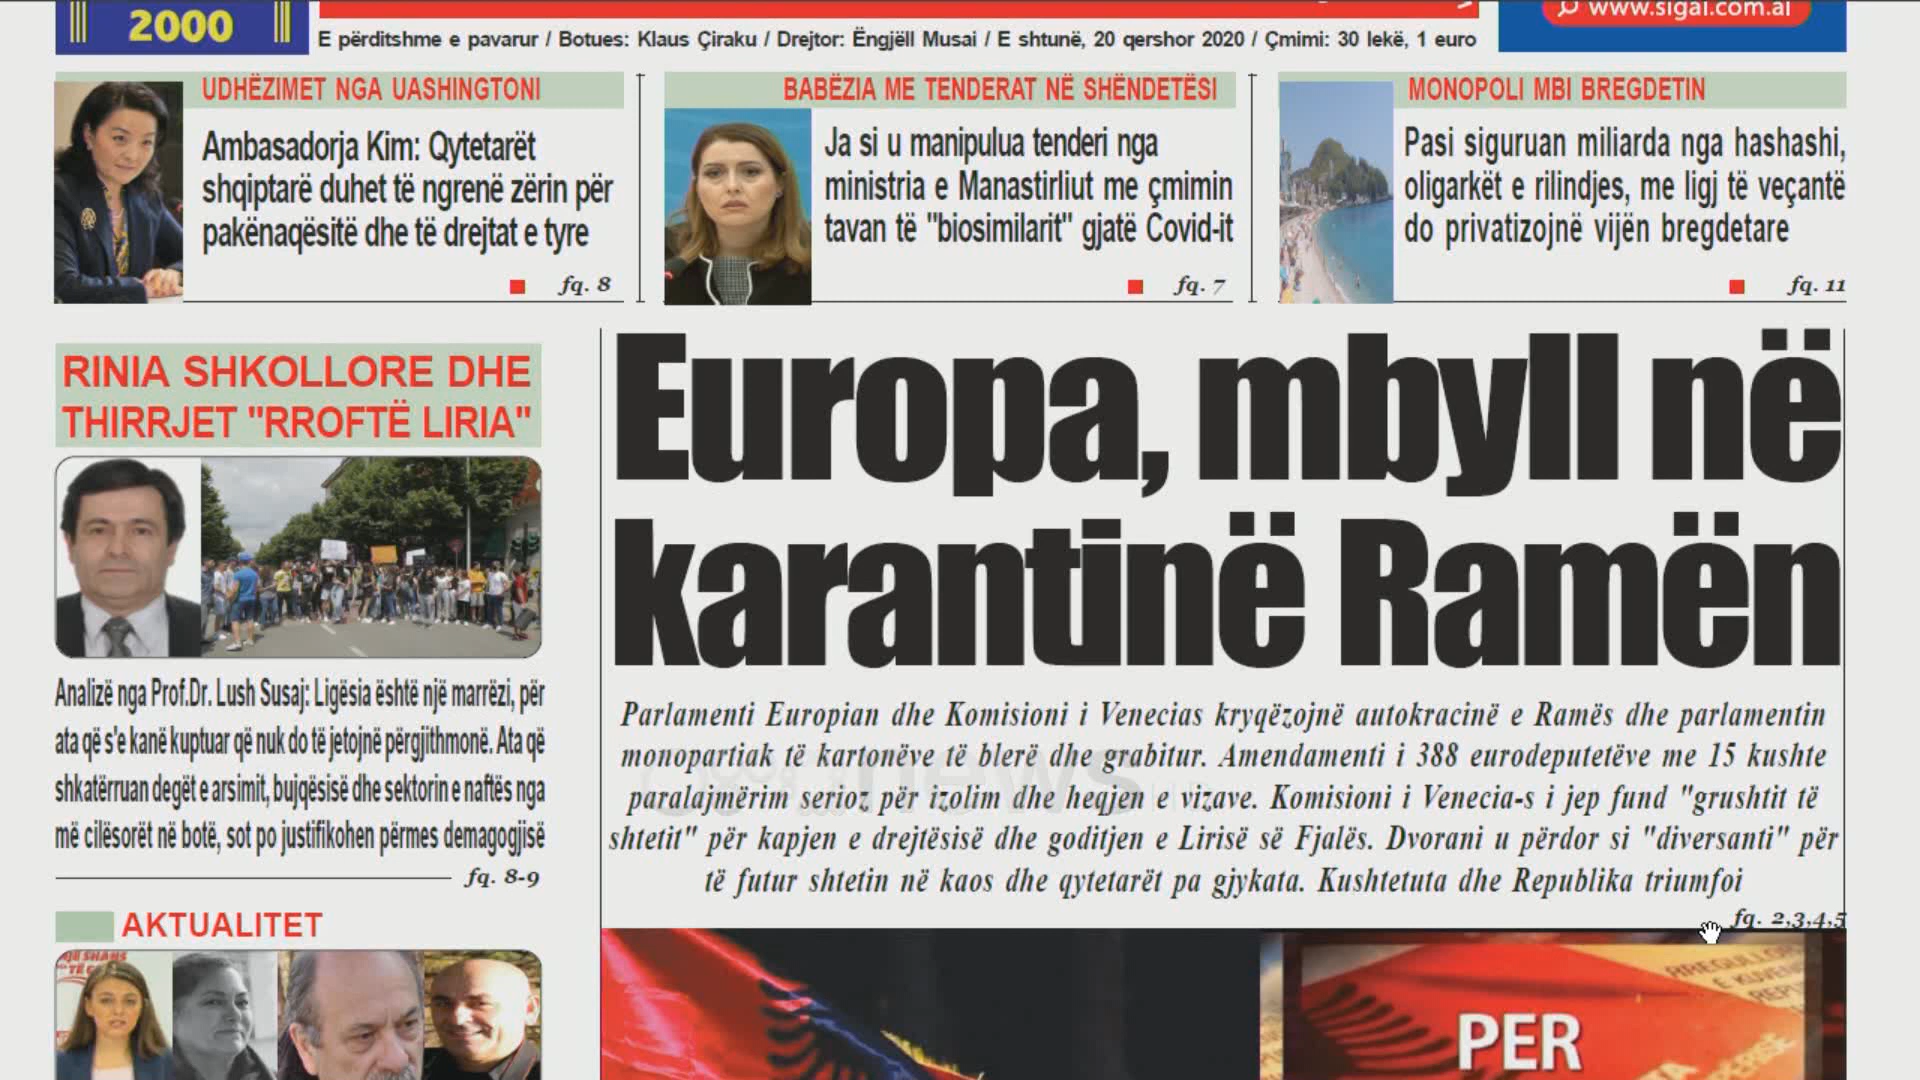 2000
www.sigal.com.al
E përditshme e pavarur / Botues: Klaus Çiraku / Drejtor: Ëngjëll Musai / E shtunë, 20 qershor 2020 / Çmimi: 30 lekë, 1 euro
UDHËZIMET NGA UASHINGTONI
Ambasadorja Kim: Qytetarët
shqiptarë duhet të ngrenë zërin për
pakënaqësitë dhe të drejtat e tyre
fq. 8
BABËZIA ME TENDERAT NË SHËNDETËSI
Ja si u manipulua tenderi nga
ministria e Manastirliut me çmimin
tavan të "biosimilarit" gjatë Covid-it
fq. 7
MONOPOLI MBI BREGDETIN
Pasi siguruan miliarda nga hashashi,
oligarkët e rilindjes, me ligj të veçantë
do privatizojnë vijën bregdetare
fq. 11
RINIA SHKOLLORE DHE
THIRRJET "RROFTË LIRIA"
Analizë nga Prof.Dr. Lush Susaj: Ligësia është një marrëzi, për
ata që s'e kanë kuptuar që nuk do të jetojnë përgjithmonë. Ata që
shkatërruan degët e arsimit, bujqësisë dhe sektorin e naftës nga
më cilësorët në botë, sot po justifikohen përmes demagogjisë
fq. 8-9
AKTUALITET
Europa, mbyll në
karantinë Ramën
Parlamenti Europian dhe Komisioni i Venecias kryqëzojnë autokracinë e Ramës dhe parlamentin
monopartiak të kartonëve të blerë dhe grabitur. Amendamenti i 388 eurodeputetëve me 15 kushte
paralajmërim serioz për izolim dhe heqjen e vizave. Komisioni i Venecia-s i jep fund "grushtit të
shtetit" për kapjen e drejtësisë dhe goditjen e Lirisë së Fjalës. Dvorani u përdor si "diversanti" për
të futur shtetin në kaos dhe qytetarët pa gjykata. Kushtetuta dhe Republika triumfoi
fq. 2,3,4,5
news
PER